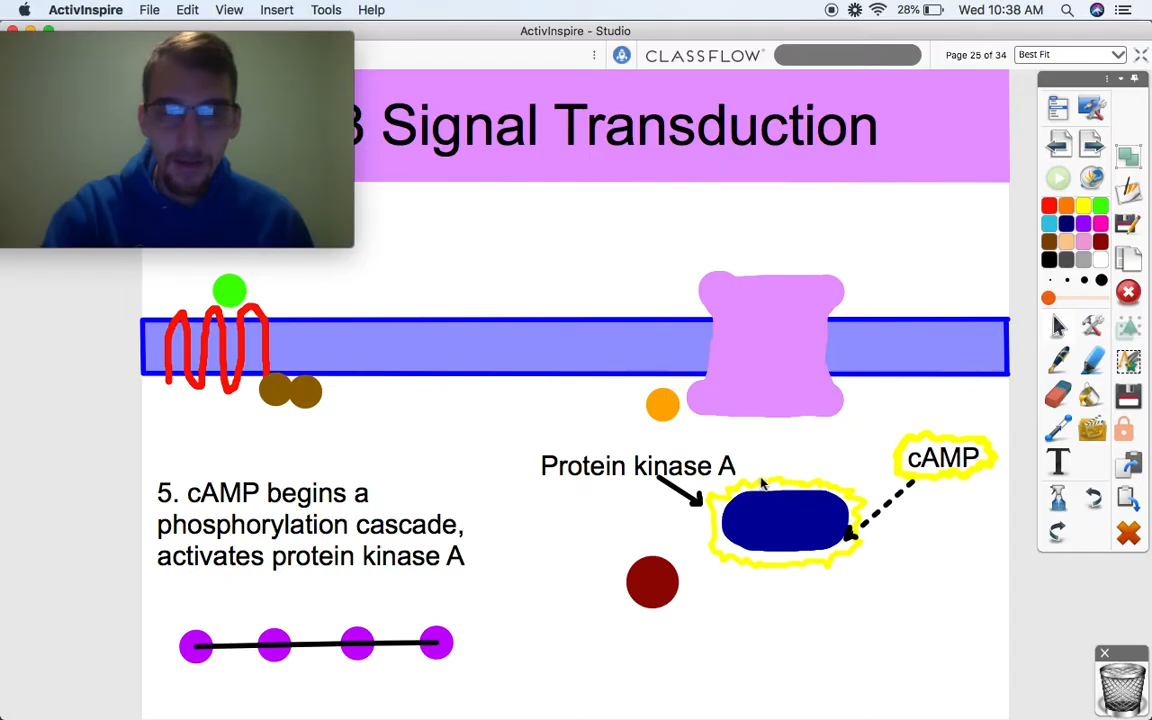 ActivInspire File Edit View Insert Tools Help 28% Wed 10:38 AM
ActivInspire - Studio
CLASSFLOW Page 25 of 34 Best Fit
Signal Transduction
Protein kinase A
cAMP
5. cAMP begins a
phosphorylation cascade,
activates protein kinase A
T